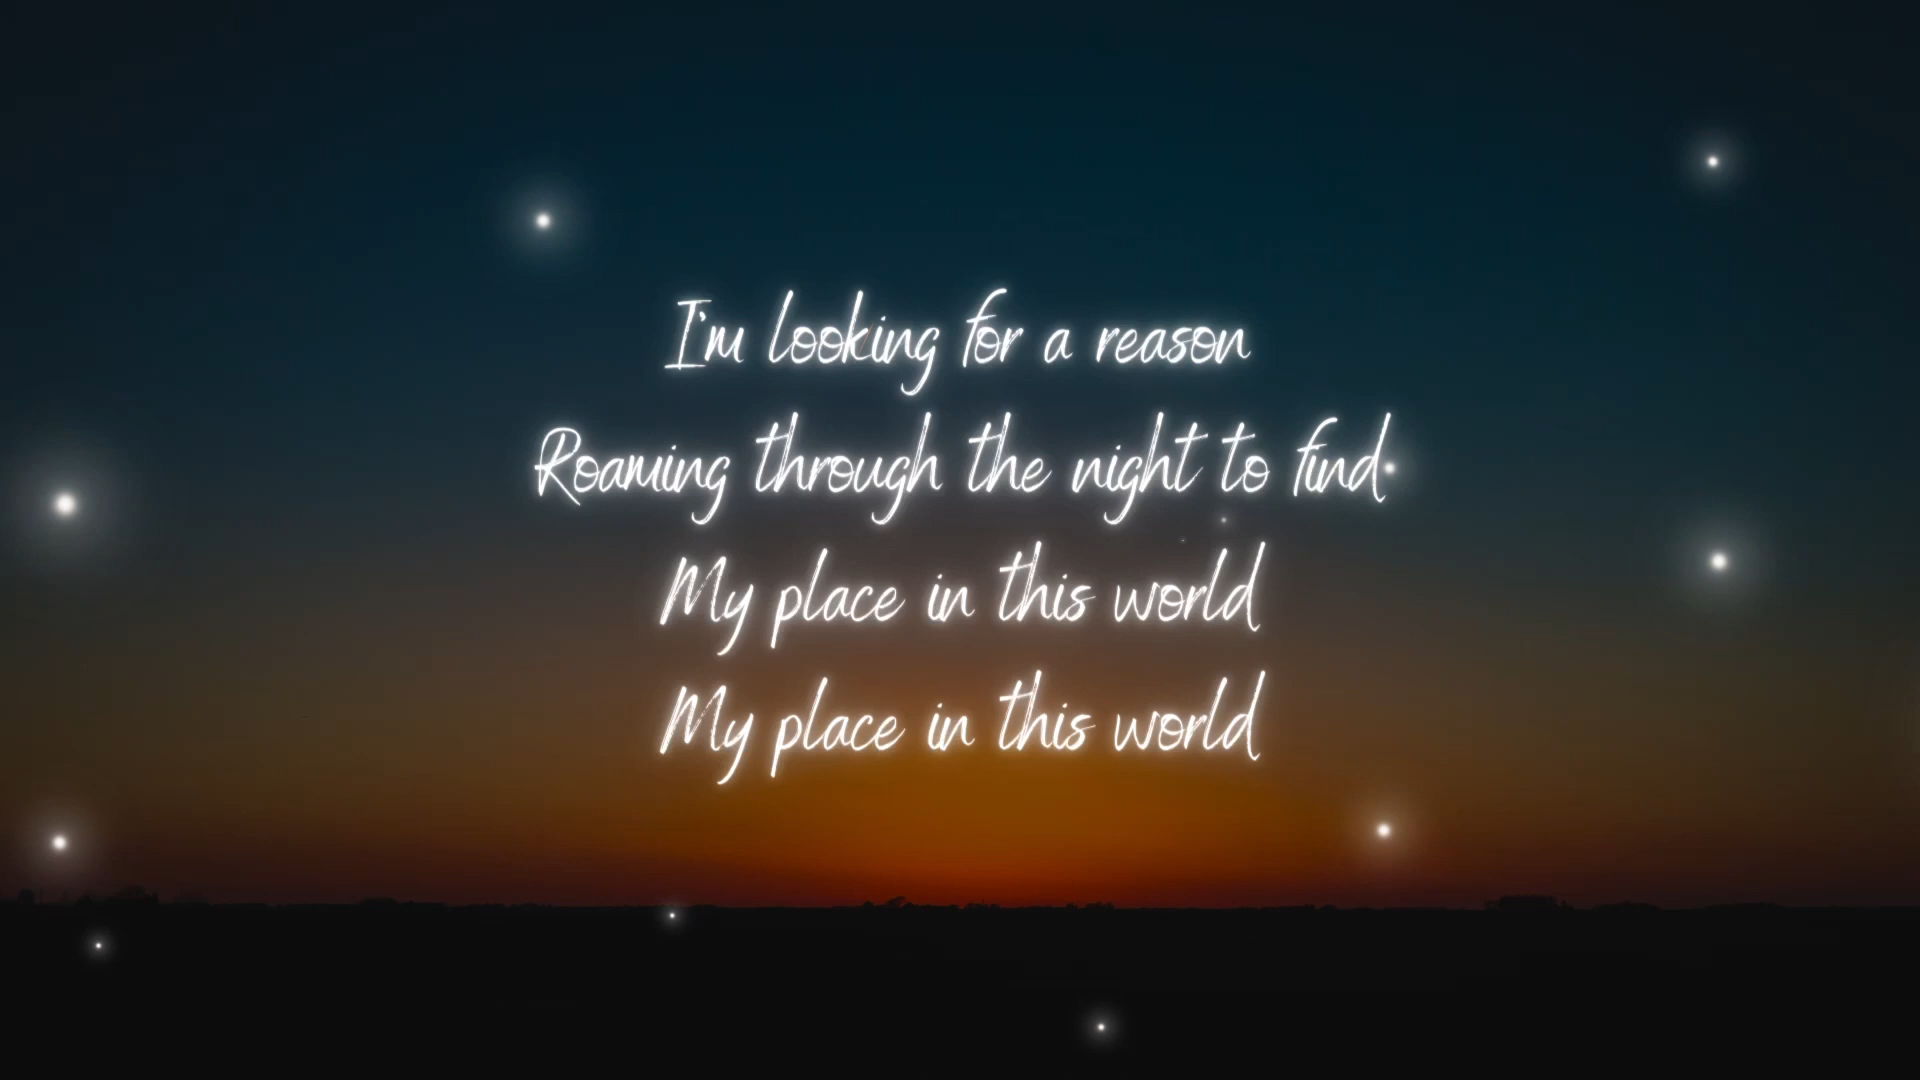 I'm looking for a reason
Roaming through the night to find
My place in this world
My place in this world